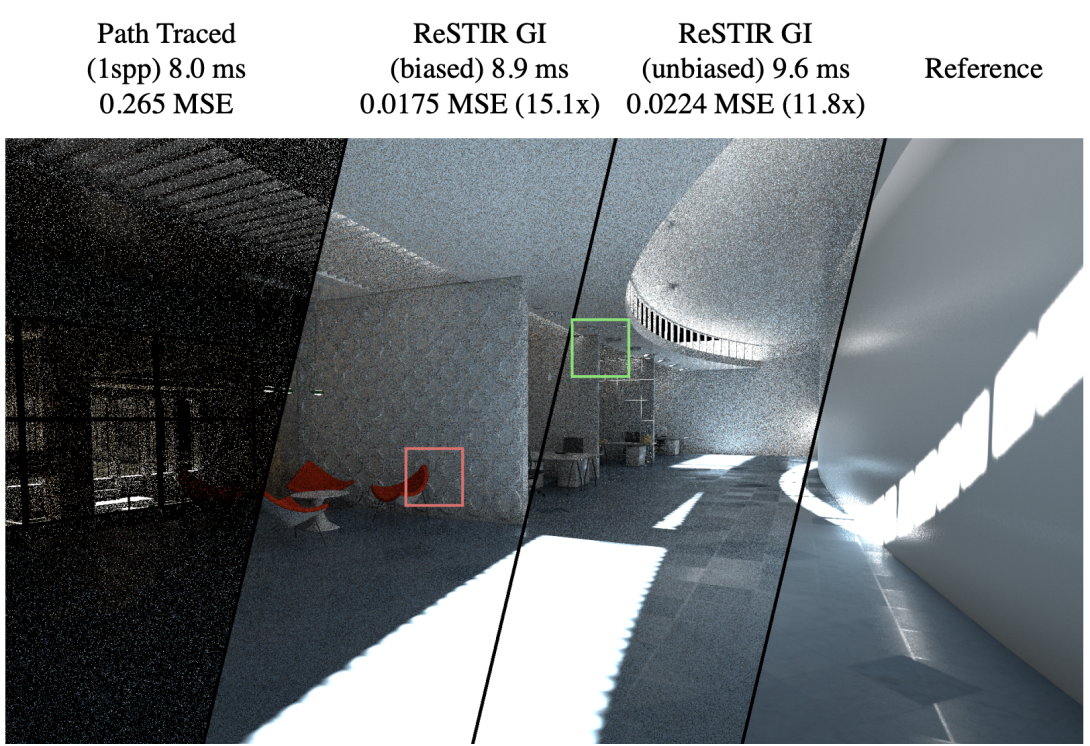 Path Traced
(1spp) 8.0 ms
0.265 MSE
ReSTIR GI
(biased) 8.9 ms
0.0175 MSE (15.1x)
ReSTIR GI
(unbiased) 9.6 ms
0.0224 MSE (11.8x)
Reference